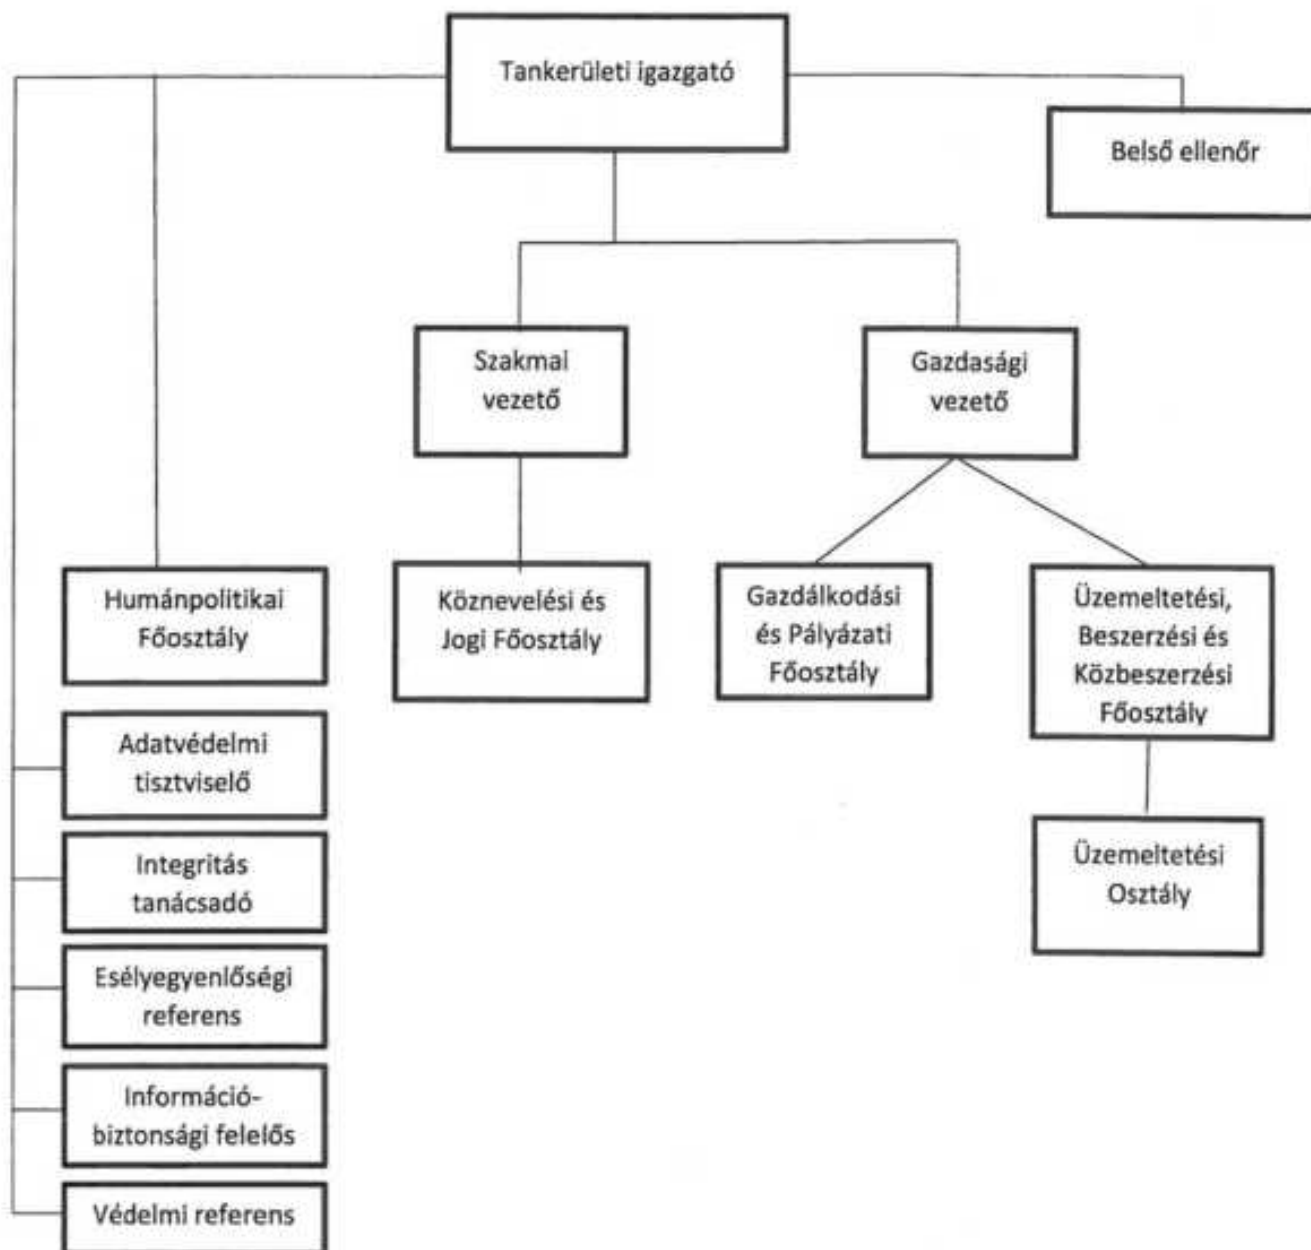 Tankerületi igazgató
Belső ellenőr
Szakmai
vezető
Gazdasági
vezető
Humánpolitikai
Főosztály
Köznevelési és
Jogi Főosztály
Gazdálkodási
és Pályázati
Főosztály
Üzemeltetési,
Beszerzési és
Közbeszerzési
Főosztály
Adatvédelmi
tisztviselő
Integritás
tanácsadó
Esélyegyenlőségi
referens
Információ-
biztonsági felelős
Védelmi referens
Üzemeltetési
Osztály